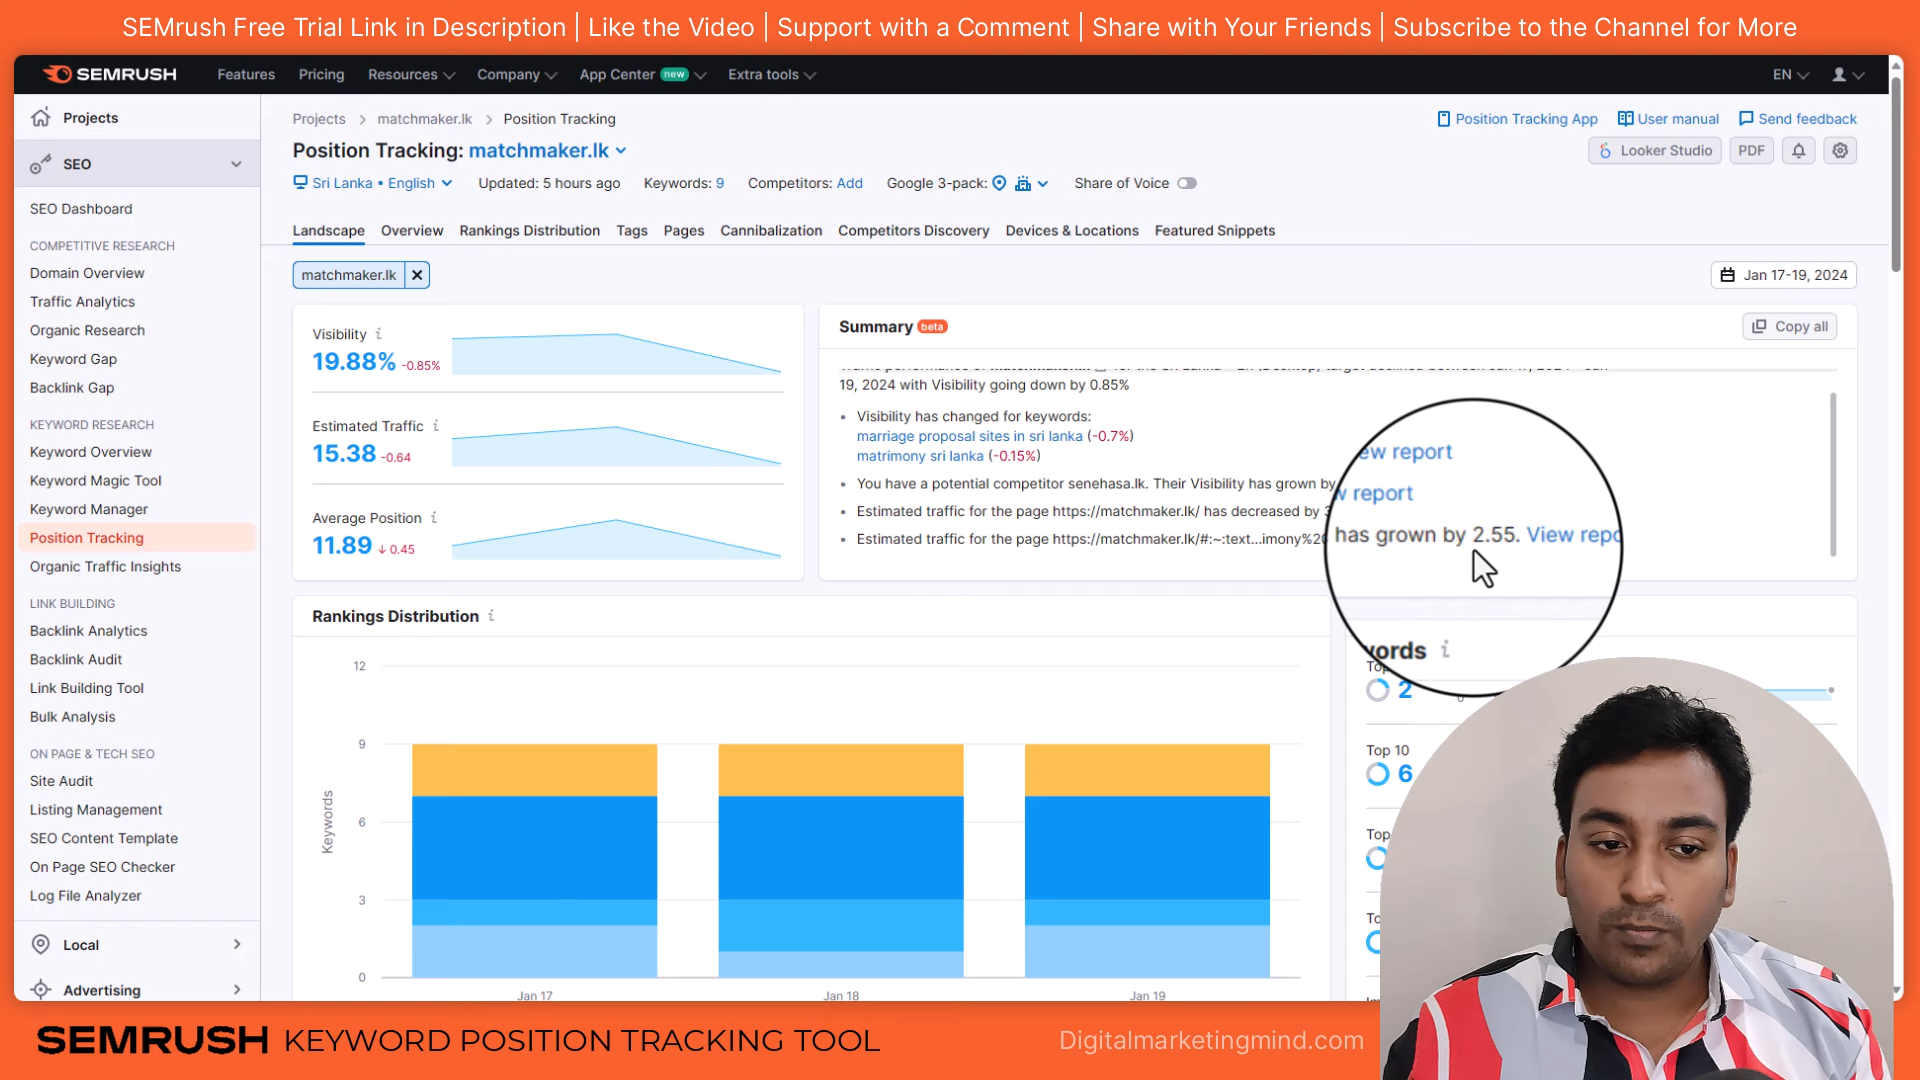 SEMrush Free Trial Link in Description | Like the Video | Support with a Comment | Share with Your Friends | Subscribe to the Channel for More
SEMRUSH Features Pricing Resources Company App Center new Extra tools EN
Projects
SEO
SEO Dashboard
COMPETITIVE RESEARCH
Domain Overview
Traffic Analytics
Organic Research
Keyword Gap
Backlink Gap
KEYWORD RESEARCH
Keyword Overview
Keyword Magic Tool
Keyword Manager
Position Tracking
Organic Traffic Insights
LINK BUILDING
Backlink Analytics
Backlink Audit
Link Building Tool
Bulk Analysis
ON PAGE & TECH SEO
Site Audit
Listing Management
SEO Content Template
On Page SEO Checker
Log File Analyzer
Local
Advertising
Projects > matchmaker.lk > Position Tracking
Position Tracking App User manual Send feedback
Position Tracking: matchmaker.lk
Looker Studio PDF
Sri Lanka • English Updated: 5 hours ago Keywords: 9 Competitors: Add Google 3-pack: Share of Voice
Landscape Overview Rankings Distribution Tags Pages Cannibalization Competitors Discovery Devices & Locations Featured Snippets
matchmaker.lk
Jan 17-19, 2024
Visibility i
19.88% -0.85%
Estimated Traffic i
15.38 -0.64
Average Position i
11.89 ↓ 0.45
Summary beta
Copy all
19, 2024 with Visibility going down by 0.85%
• Visibility has changed for keywords:
marriage proposal sites in sri lanka (-0.7%)
matrimony sri lanka (-0.15%)
• You have a potential competitor senehasa.lk. Their Visibility has grown by
• Estimated traffic for the page https://matchmaker.lk/ has decreased by
• Estimated traffic for the page https://matchmaker.lk/#:~:text...imony%20
report
report
has grown by 2.55. View
Rankings Distribution i
12
9
6
3
0
Keywords
Jan 17
Jan 18
Jan 19
i
2
0
Top 10
6
SEMRUSH KEYWORD POSITION TRACKING TOOL
Digitalmarketingmind.com